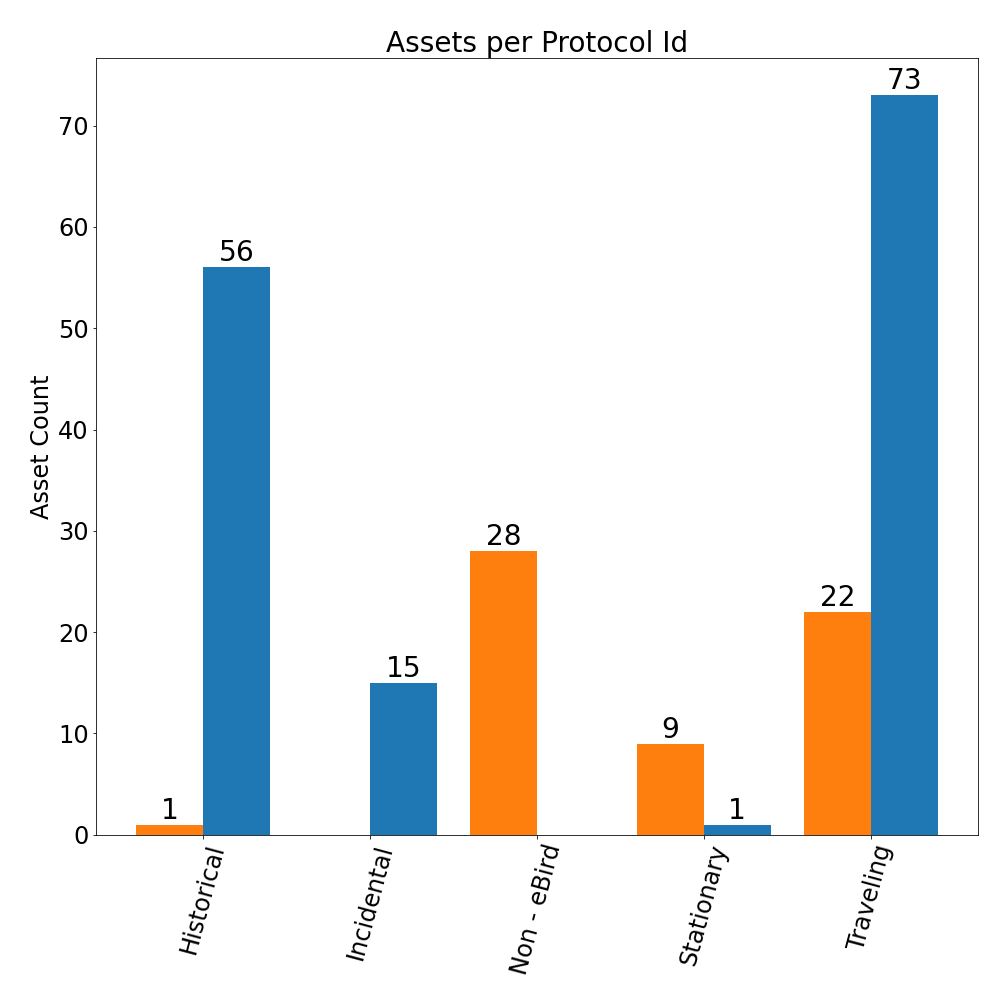 Assets per Protocol Id
Asset Count
70
60
50
40
30
20
10
0
1
56
15
28
9
1
22
73
Historical
Incidental
Non - eBird
Stationary
Traveling